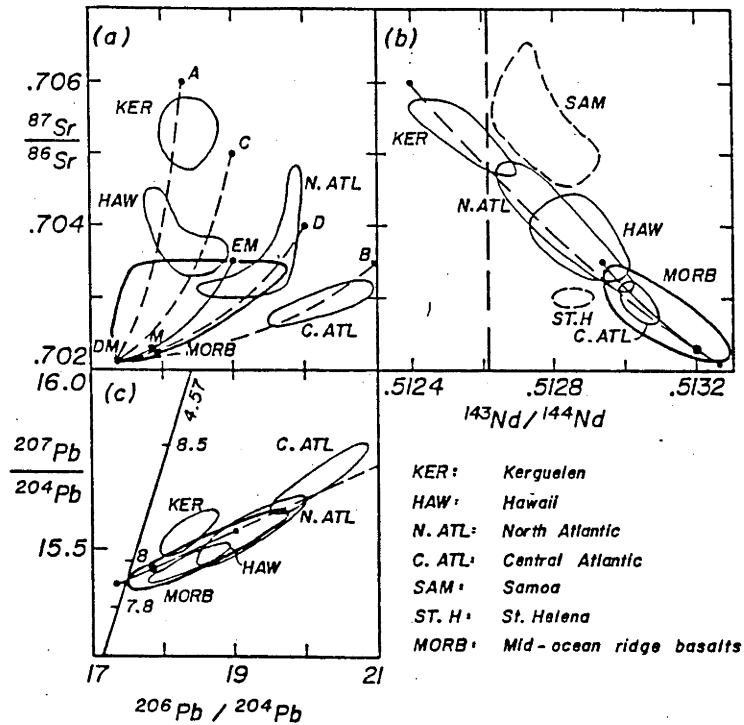 (a)
.706
.704
.702
87Sr
86Sr
A
KER
C
HAW
N. ATL
D
EM
B
DM
M
MORB
C. ATL
(b)
SAM
KER
N. ATL
HAW
MORB
ST. H
C. ATL
.5124
.5128
.5132
143Nd / 144Nd
(c)
16.0
15.5
207Pb
204Pb
4.57
8.5
8
7.8
C. ATL
KER
N. ATL
HAW
MORB
17
19
21
206Pb / 204Pb
KER: Kerguelen
HAW: Hawaii
N. ATL: North Atlantic
C. ATL: Central Atlantic
SAM: Samoa
ST. H: St. Helena
MORB: Mid-ocean ridge basalts